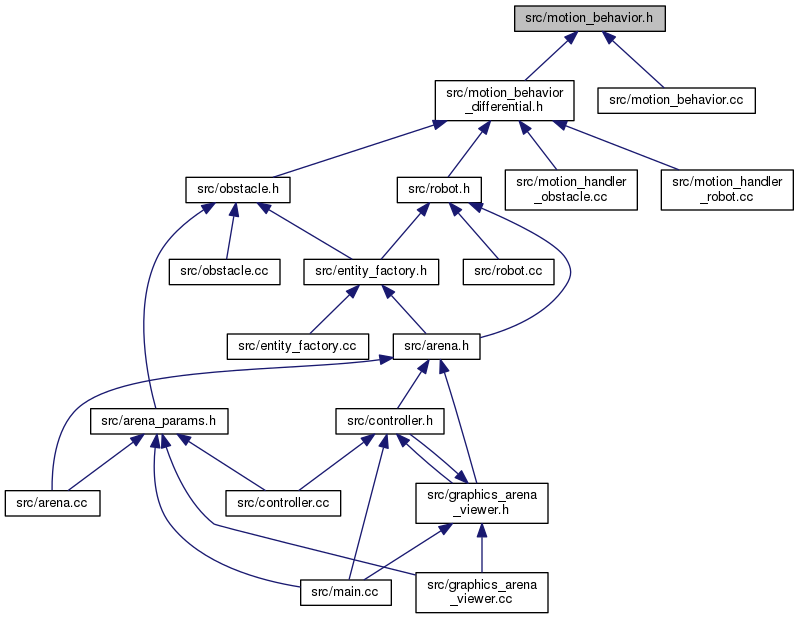 src/motion_behavior.h
src/motion_behavior
_differential.h
src/motion_behavior.cc
src/obstacle.h
src/robot.h
src/motion_handler
_obstacle.cc
src/motion_handler
_robot.cc
src/obstacle.cc
src/entity_factory.h
src/robot.cc
src/entity_factory.cc
src/arena.h
src/arena_params.h
src/controller.h
src/arena.cc
src/controller.cc
src/graphics_arena
_viewer.h
src/main.cc
src/graphics_arena
_viewer.cc